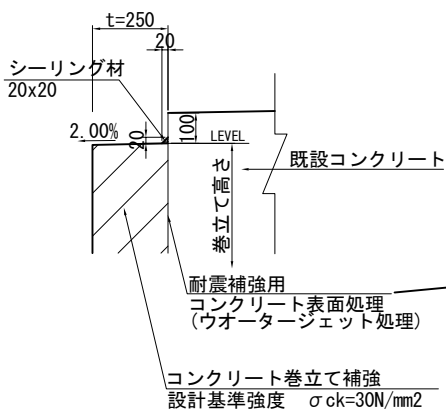 t=250
20
シーリング材
20x20
2.00%
20
100
LEVEL
既設コンクリート
巻立て高さ
耐震補強用
コンクリート表面処理
(ウオータージェット処理)
コンクリート巻立て補強
設計基準強度 σck=30N/mm2